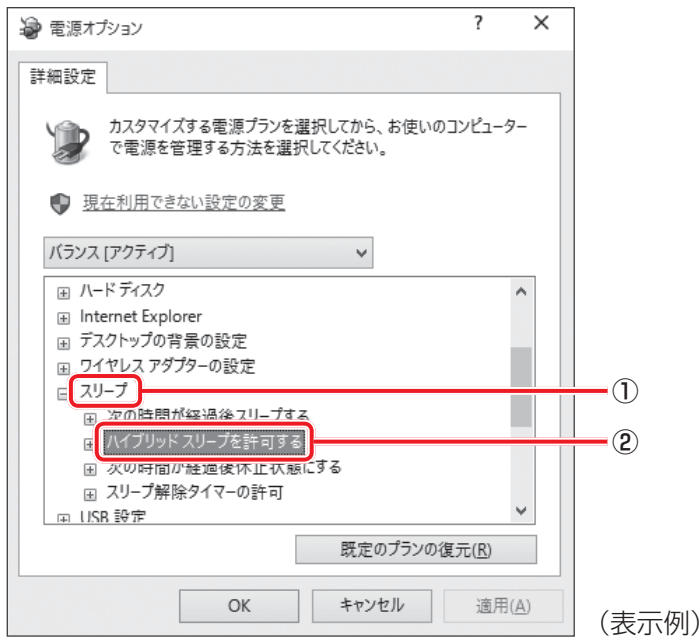 電源オプション ? ×
詳細設定
カスタマイズする電源プランを選択してから、お使いのコンピューター
で電源を管理する方法を選択してください。
現在利用できない設定の変更
バランス [アクティブ]
ハード ディスク
Internet Explorer
デスクトップの背景の設定
ワイヤレス アダプターの設定
スリープ
①
次の時間が経過後スリープする
ハイブリッド スリープを許可する
②
次の時間が経過後休止状態にする
スリープ解除タイマーの許可
USB 設定
既定のプランの復元(R)
OK キャンセル 適用(A)
(表示例)